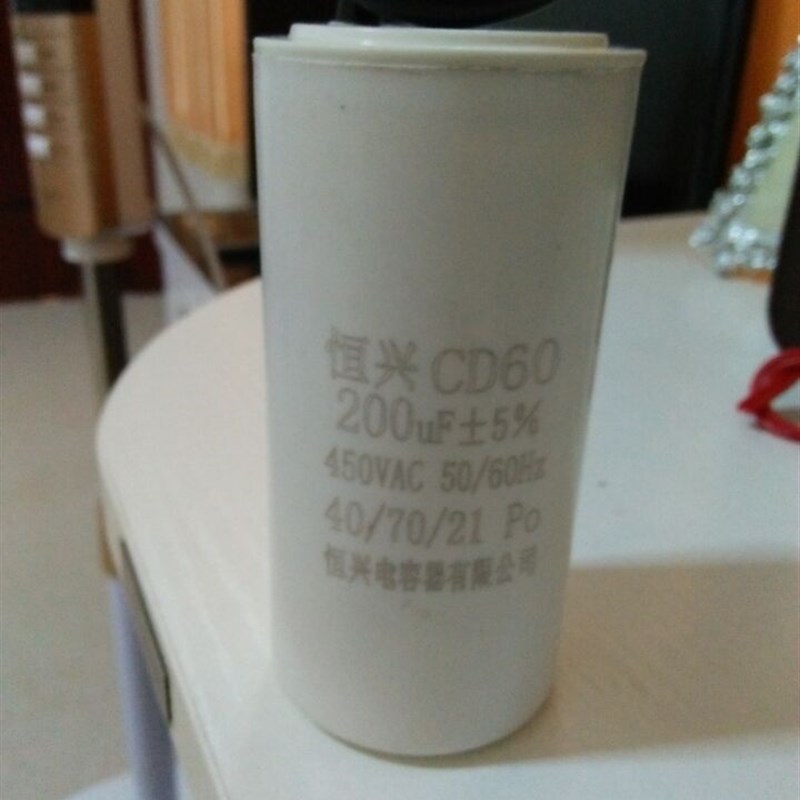 恒兴 CD60
200uF±5%
450VAC 50/60Hz
40/70/21 Po
恒兴电容器有限公司